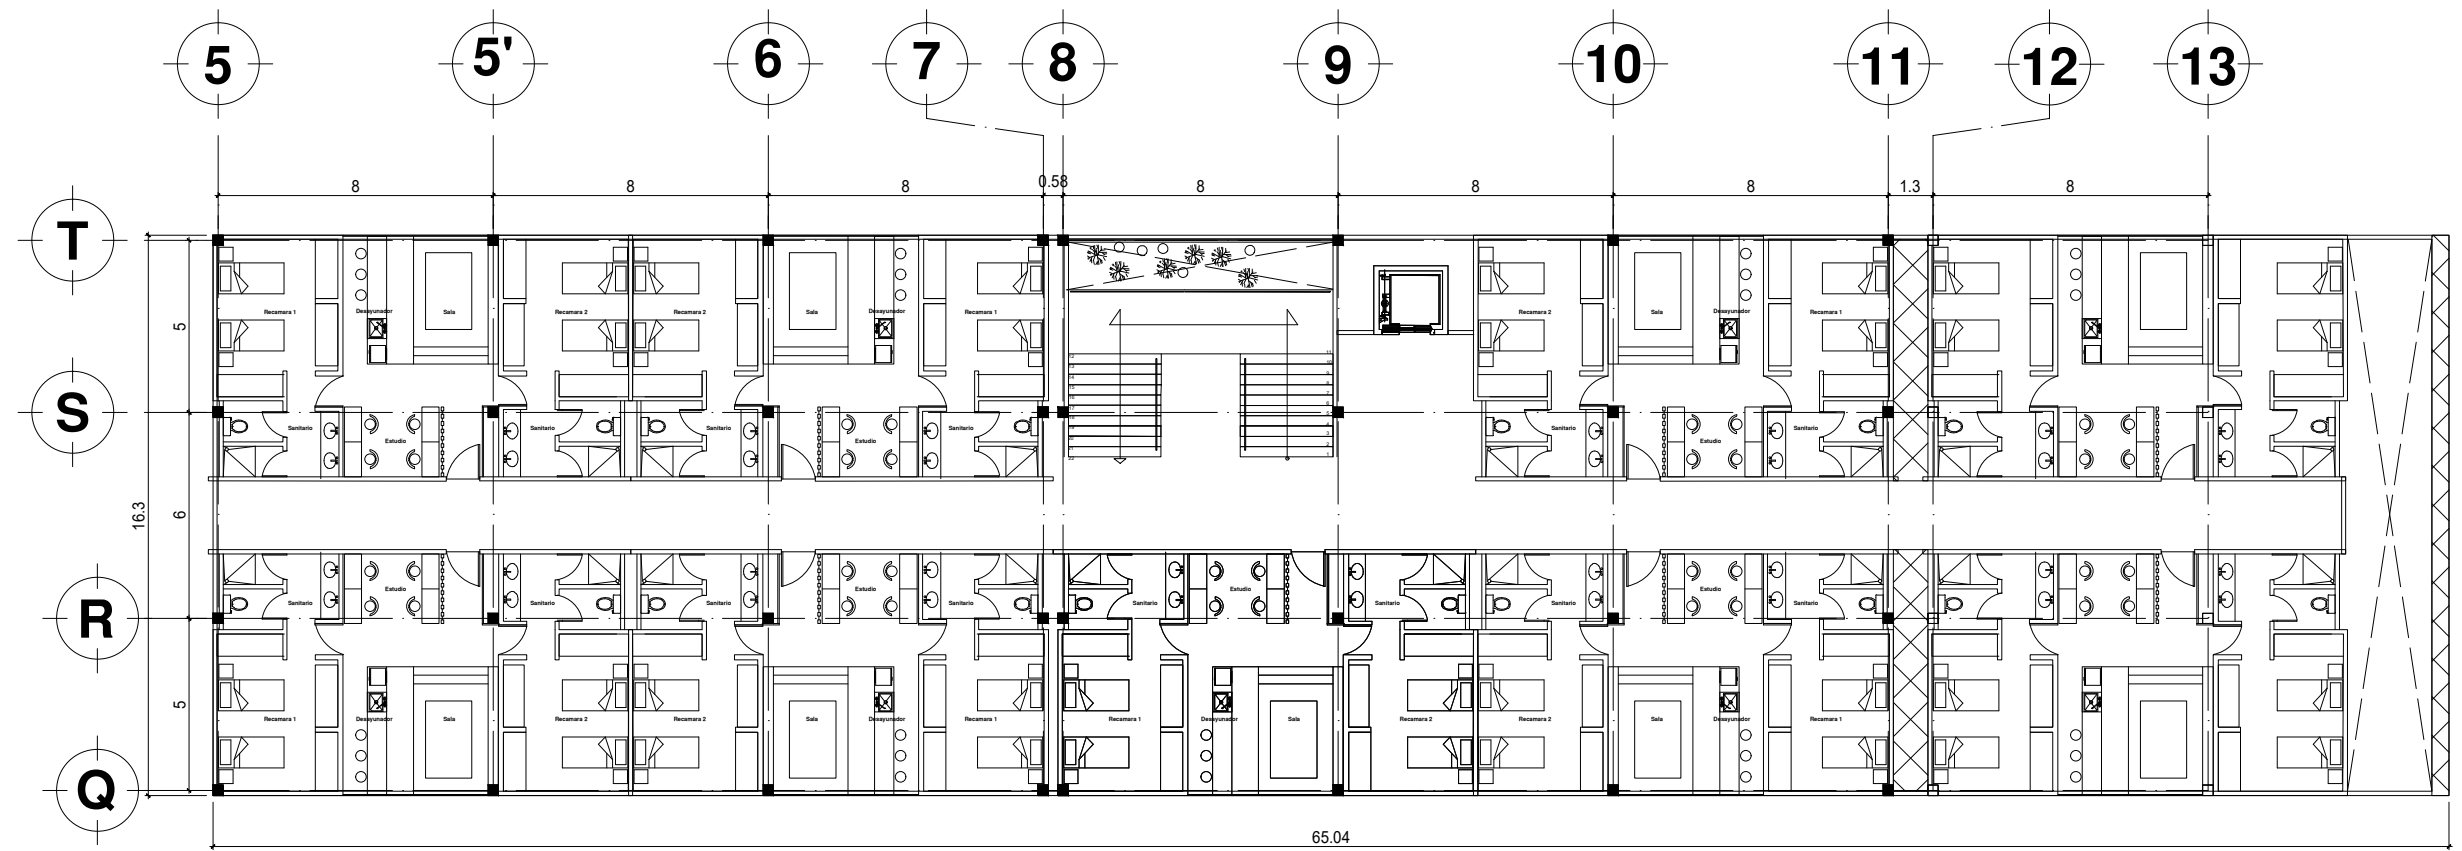 5 5' 6 7 8 9 10 11 12 13
8 8 8 0.58 8 8 8 1.3 8
T
Recamara 1 Desayunador Sala Recamara 2 Recamara 2 Sala Desayunador Recamara 1 Recamara 2 Sala Desayunador Recamara 1
5
S
Sanitario Estudio Sanitario Sanitario Estudio Sanitario Sanitario Estudio Sanitario
16.3
6
R
Sanitario Estudio Sanitario Sanitario Estudio Sanitario Sanitario Estudio Sanitario Sanitario Estudio Sanitario
5
Recamara 1 Desayunador Sala Recamara 2 Recamara 2 Sala Desayunador Recamara 1 Recamara 1 Desayunador Sala Recamara 2 Recamara 2 Sala Desayunador Recamara 1
Q
65.04